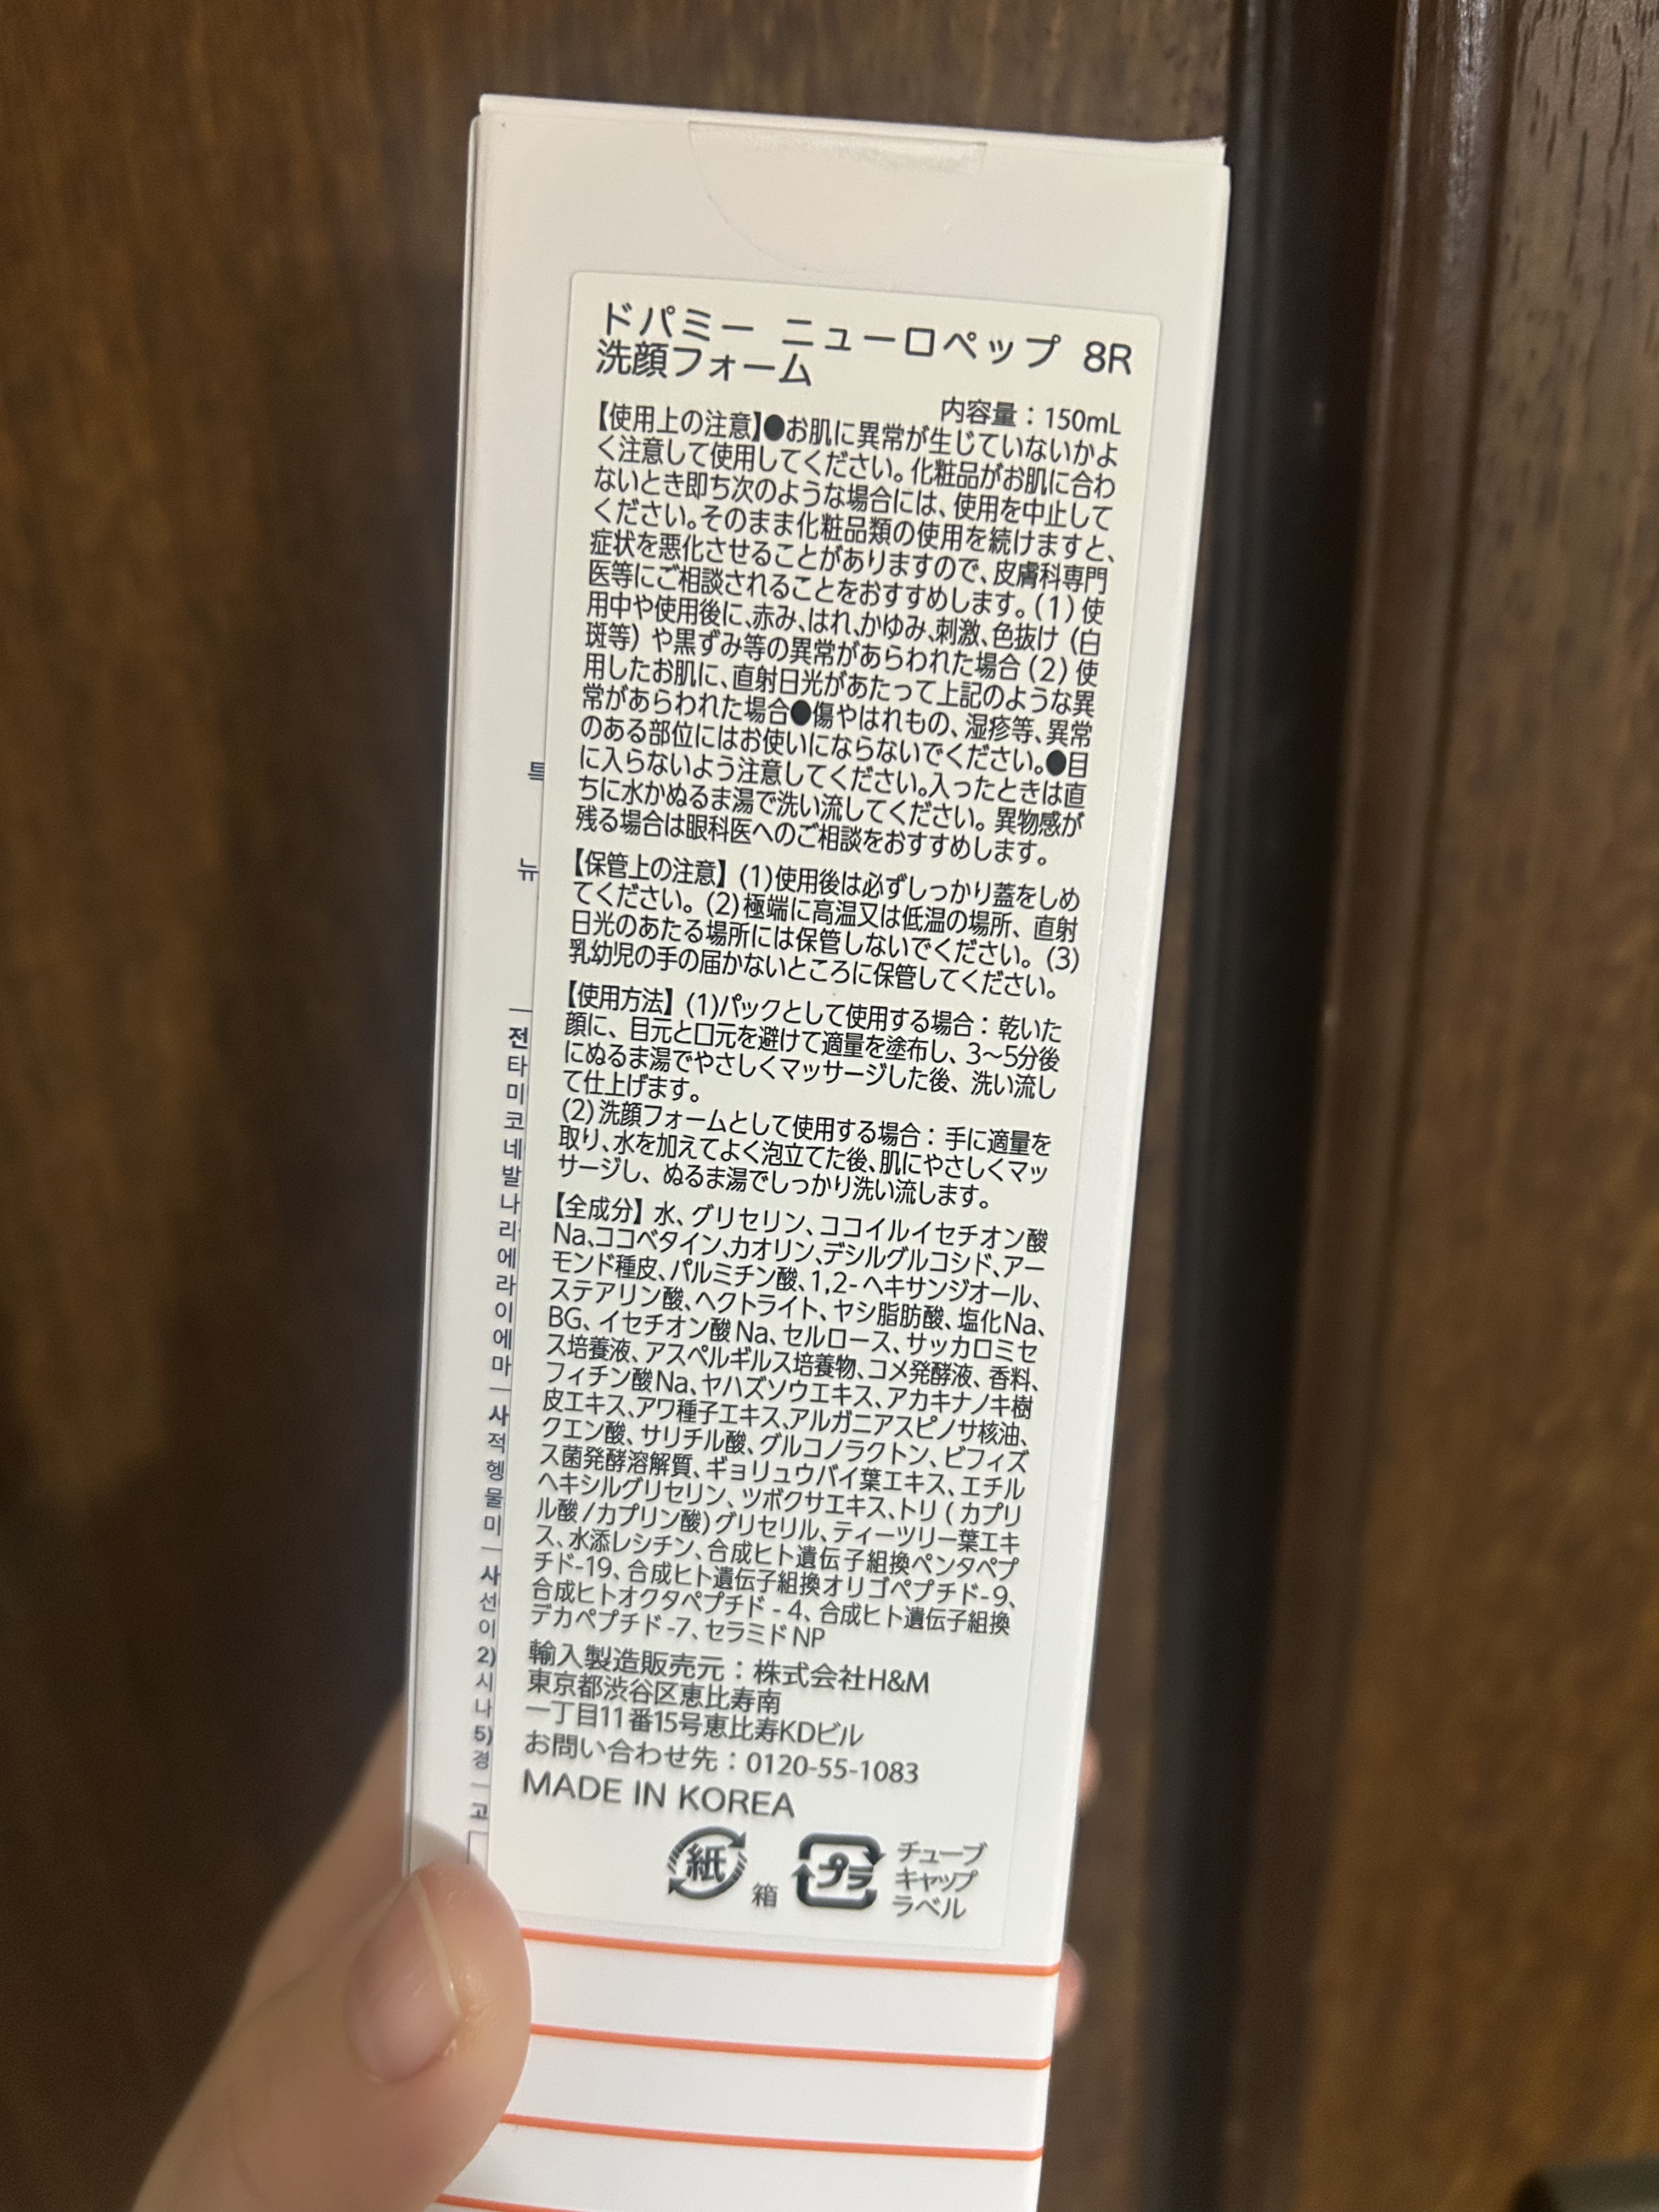 ドパミー ニューロペップ 8R
洗顔フォーム
内容量：150mL
【使用上の注意】●お肌に異常が生じていないかよ
く注意して使用してください。化粧品がお肌に合わ
ないとき即ち次のような場合には、使用を中止して
ください。そのまま化粧品類の使用を続けますと、
症状を悪化させることがありますので、皮膚科専門
医等にご相談されることをおすすめします。(1) 使
用中や使用後に、赤み、はれ、かゆみ、刺激、色抜け（白
斑等）や黒ずみ等の異常があらわれた場合 (2) 使
用したお肌に、直射日光があたって上記のような異
常があらわれた場合●傷やはれもの、湿疹等、異常
のある部位にはお使いにならないでください。●目
に入らないよう注意してください。入ったときは直
ちに水かぬるま湯で洗い流してください。異物感が
残る場合は眼科医へのご相談をおすすめします。
【保管上の注意】(1)使用後は必ずしっかり蓋をしめ
てください。(2)極端に高温又は低温の場所、直射
日光のあたる場所には保管しないでください。(3)
乳幼児の手の届かないところに保管してください。
【使用方法】(1)パックとして使用する場合：乾いた
顔に、目元と口元を避けて適量を塗布し、3〜5分後
にぬるま湯でやさしくマッサージした後、洗い流し
て仕上げます。
(2) 洗顔フォームとして使用する場合：手に適量を
取り、水を加えてよく泡立てた後、肌にやさしくマッ
サージし、ぬるま湯でしっかり洗い流します。
【全成分】水、グリセリン、ココイルイセチオン酸
Na、ココベタイン、カオリン、デシルグルコシド、アー
モンド種皮、パルミチン酸、1,2-ヘキサンジオール、
ステアリン酸、ヘクトライト、ヤシ脂肪酸、塩化Na、
BG、イセチオン酸Na、セルロース、サッカロミセ
ス培養液、アスペルギルス培養物、コメ発酵液、香料、
フィチン酸Na、ヤハズソウエキス、アカキナノキ樹
皮エキス、アワ種子エキス、アルガニアスピノサ核油、
クエン酸、サリチル酸、グルコノラクトン、ビフィズ
ス菌発酵溶解質、ギョリュウバイ葉エキス、エチル
ヘキシルグリセリン、ツボクサエキス、トリ（カプリ
ル酸/カプリン酸)グリセリル、ティーツリー葉エキ
ス、水添レシチン、合成ヒト遺伝子組換ペンタペプ
チド-19、合成ヒト遺伝子組換オリゴペプチド-9、
合成ヒトオクタペプチド-4、合成ヒト遺伝子組換
デカペプチド-7、セラミドNP
輸入製造販売元：株式会社H&M
東京都渋谷区恵比寿南
一丁目11番15号恵比寿KDビル
お問い合わせ先：0120-55-1083
MADE IN KOREA
紙
箱
プラ
チューブ
キャップ
ラベル
특
뉴
전
타
미
코
네
발
나
리
에
라
이
에
마
사
적
헹
물
미
사
선
이
2)
시
나
5)
경
고